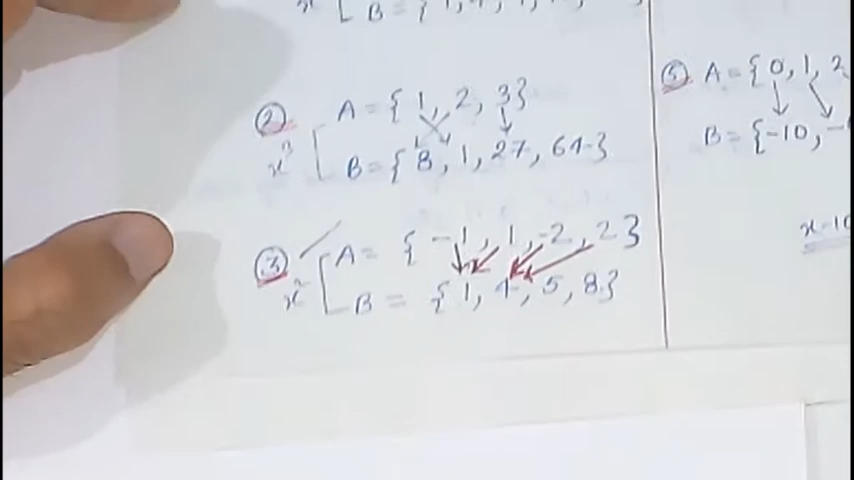 x
B = {
② A = {1, 2, 3}
x³
B = {8, 1, 27, 64}
③ A = {-1, 1, -2, 2}
x²
B = {1, 4, 5, 8}
⑤ A = {0, 1, 2
B = {-10, -
x-10